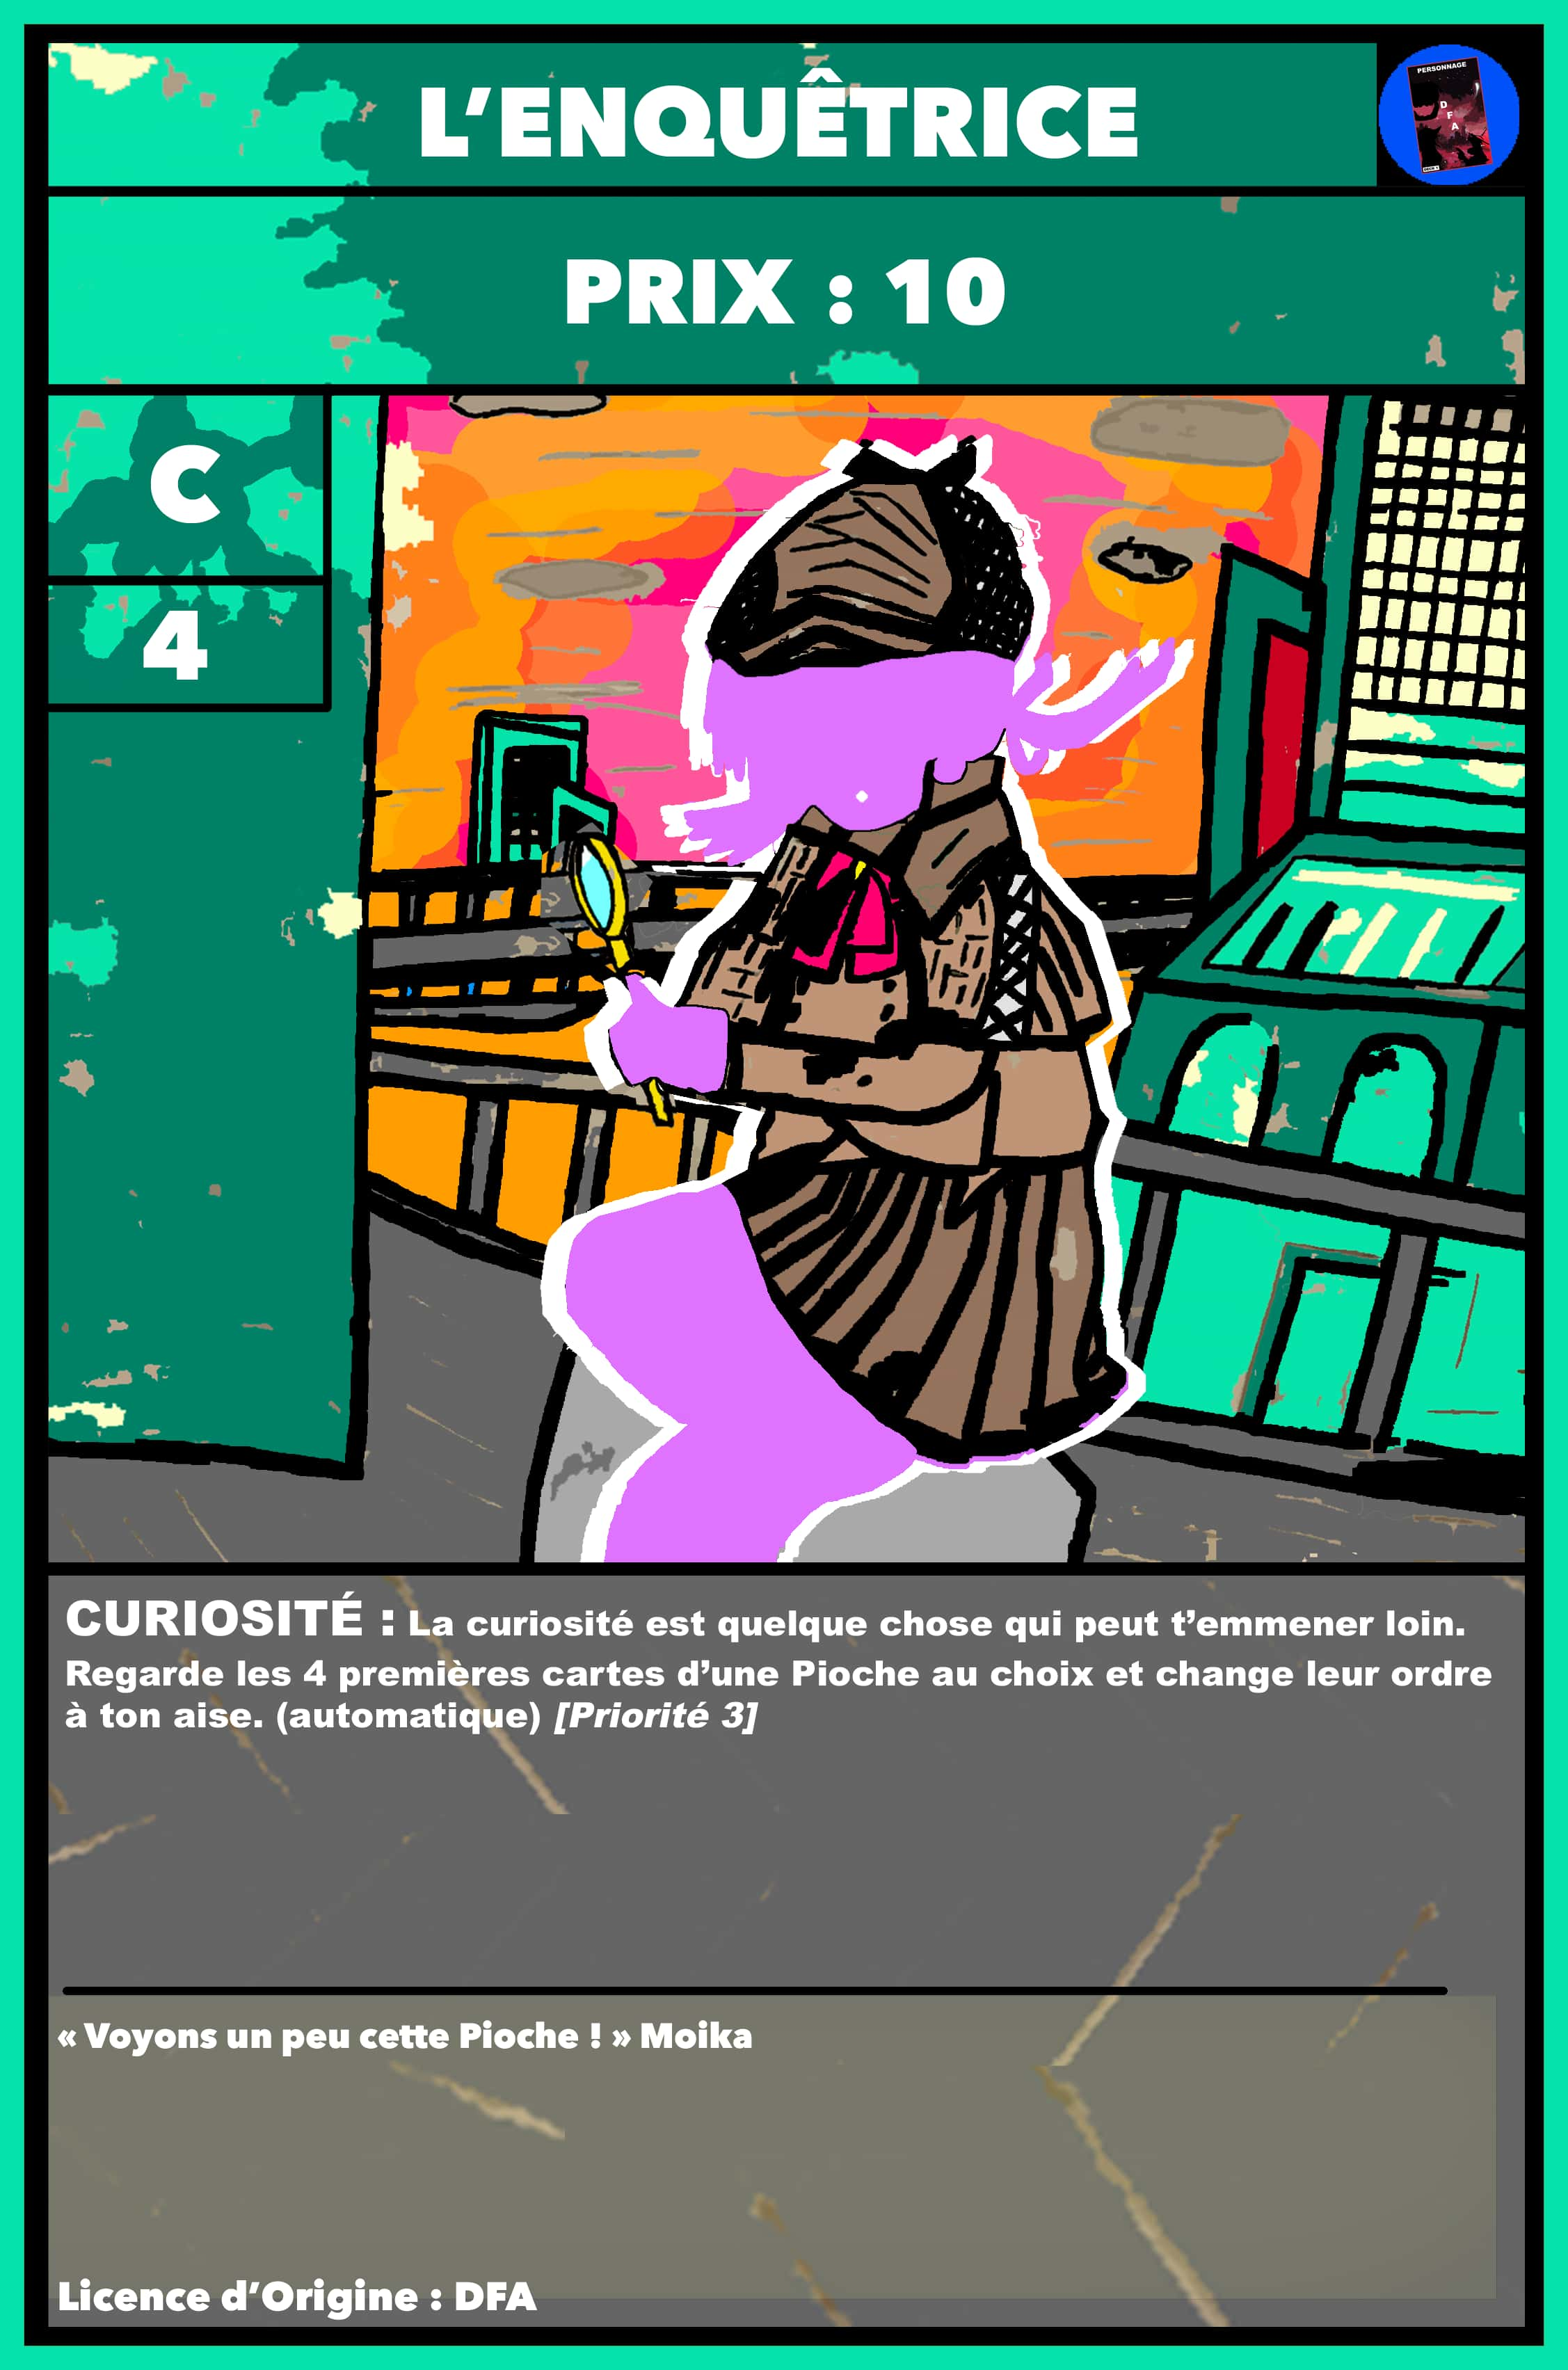 L’ENQUÊTRICE
PERSONNAGE
D
F
A
PRIX : 10
C
4
CURIOSITÉ : La curiosité est quelque chose qui peut t’emmener loin.
Regarde les 4 premières cartes d’une Pioche au choix et change leur ordre
à ton aise. (automatique) [Priorité 3]
« Voyons un peu cette Pioche ! » Moika
Licence d’Origine : DFA